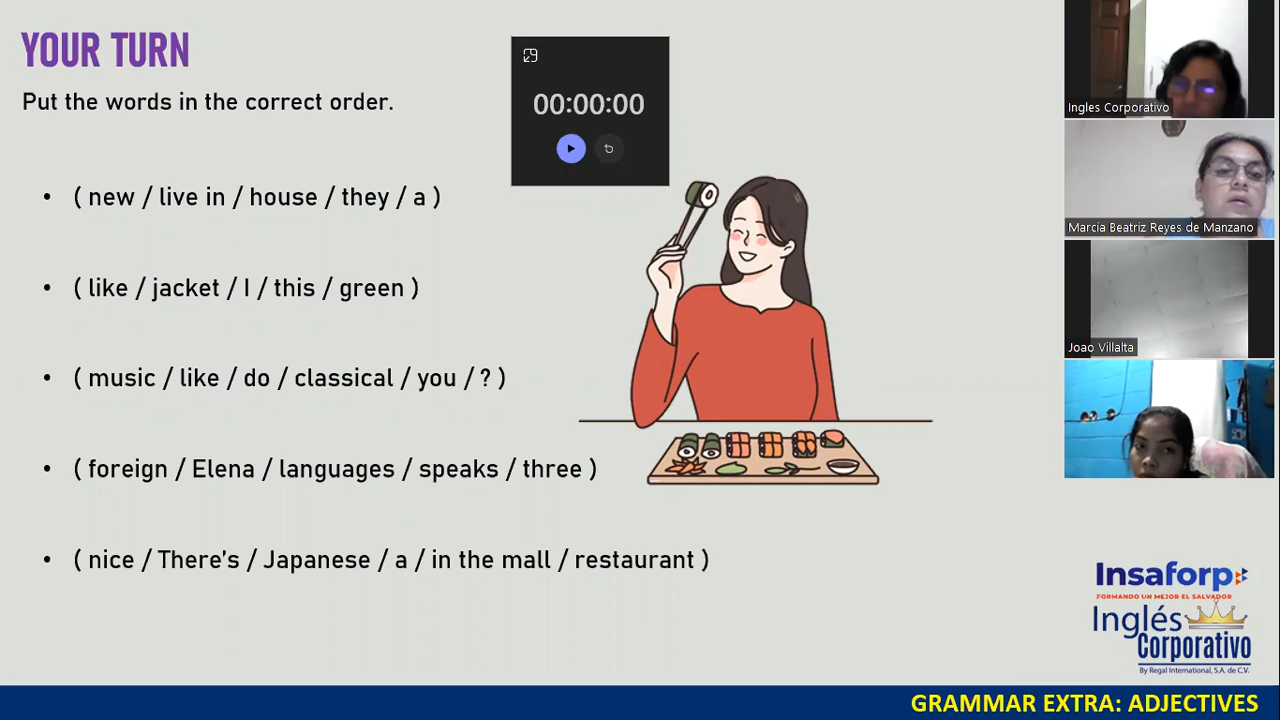 YOUR TURN
Put the words in the correct order.
00:00:00
• ( new / live in / house / they / a )
• ( like / jacket / I / this / green )
• ( music / like / do / classical / you / ? )
• ( foreign / Elena / languages / speaks / three )
• ( nice / There's / Japanese / a / in the mall / restaurant )
Ingles Corporativo
Marcia Beatriz Reyes de Manzano
Joao Villalta
Insaforp
FORMANDO UN MEJOR EL SALVADOR
Inglés
Corporativo
By Regal International, S.A. de C.V.
GRAMMAR EXTRA: ADJECTIVES